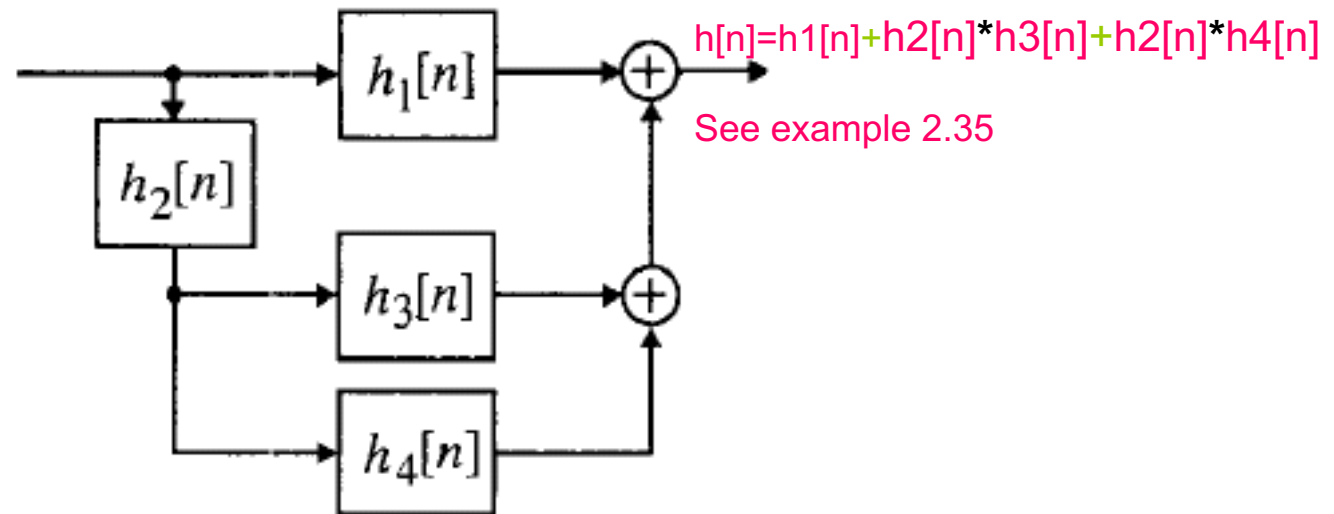 h[n]=h1[n]+h2[n]*h3[n]+h2[n]*h4[n]
h₁[n]
+
See example 2.35
h₂[n]
h₃[n]
+
h₄[n]